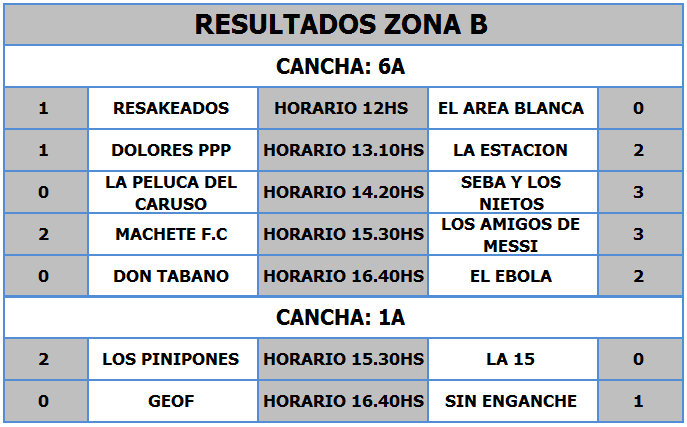 RESULTADOS ZONA B
CANCHA: 6A
1 RESAKEADOS HORARIO 12HS EL AREA BLANCA 0
1 DOLORES PPP HORARIO 13.10HS LA ESTACION 2
0 LA PELUCA DEL CARUSO HORARIO 14.20HS SEBA Y LOS NIETOS 3
2 MACHETE F.C HORARIO 15.30HS LOS AMIGOS DE MESSI 3
0 DON TABANO HORARIO 16.40HS EL EBOLA 2
CANCHA: 1A
2 LOS PINIPONES HORARIO 15.30HS LA 15 0
0 GEOF HORARIO 16.40HS SIN ENGANCHE 1